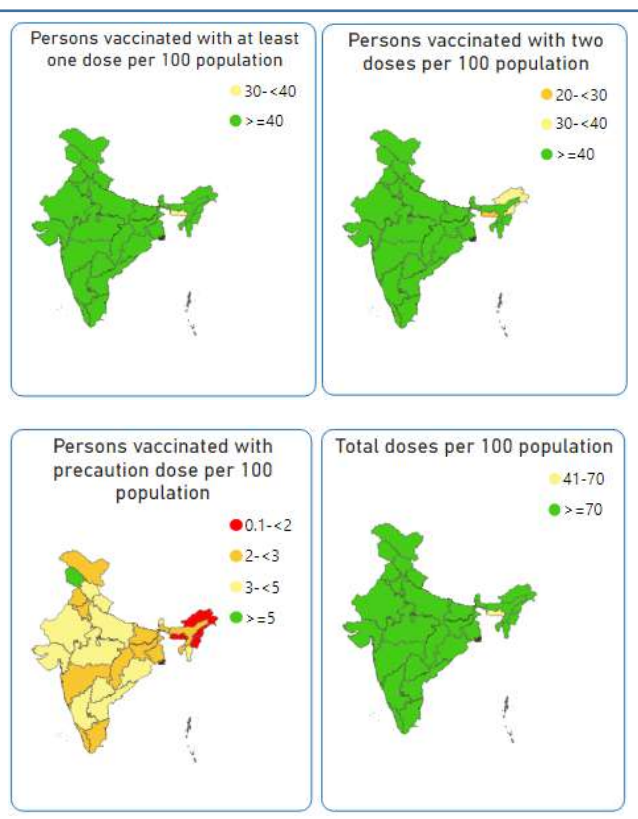 Persons vaccinated with at least
one dose per 100 population
30-<40
>=40
Persons vaccinated with two
doses per 100 population
20-<30
30-<40
>=40
Persons vaccinated with
precaution dose per 100
population
0.1-<2
2-<3
3-<5
>=5
Total doses per 100 population
41-70
>=70